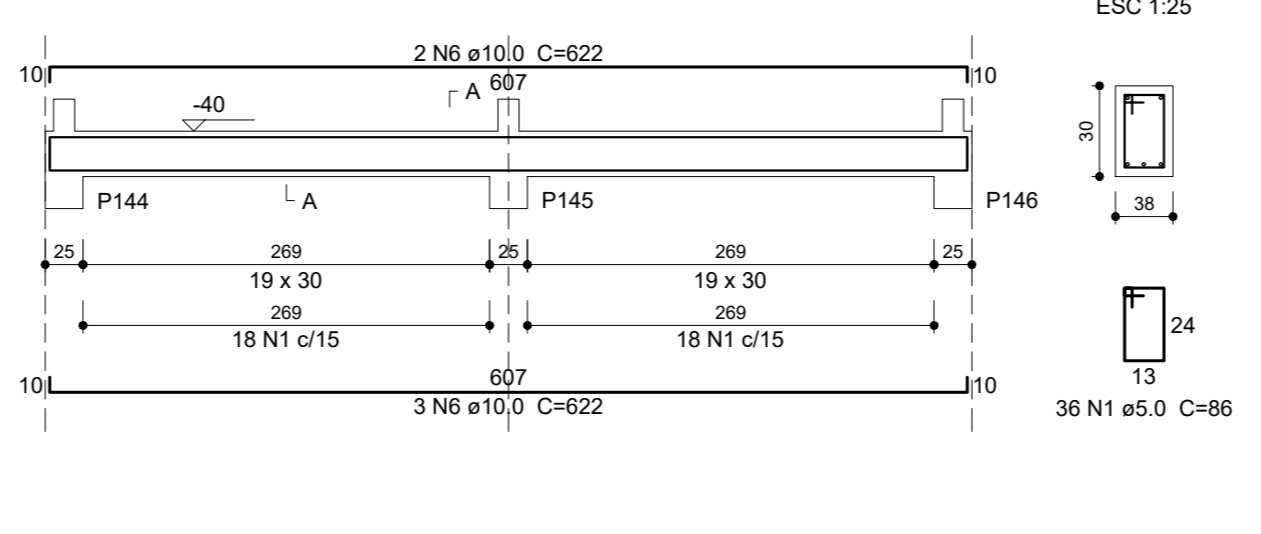 ESC 1:25
2 N6 ø10.0 C=622
10
607
10
A
-40
A
P144
P145
P146
30
38
25
269
25
269
25
19 x 30
19 x 30
269
269
18 N1 c/15
18 N1 c/15
24
13
36 N1 ø5.0 C=86
10
607
10
3 N6 ø10.0 C=622